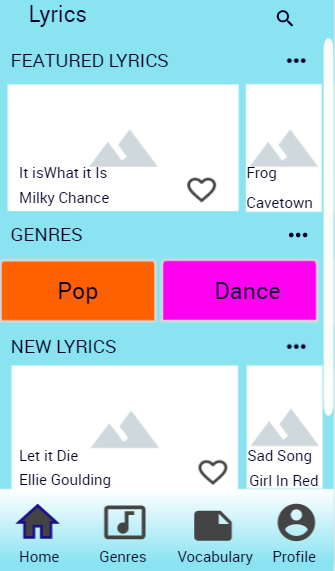 Lyrics
FEATURED LYRICS
It isWhat it Is
Milky Chance
Frog
Cavetown
GENRES
Pop
Dance
NEW LYRICS
Let it Die
Ellie Goulding
Sad Song
Girl In Red
Home
Genres
Vocabulary
Profile